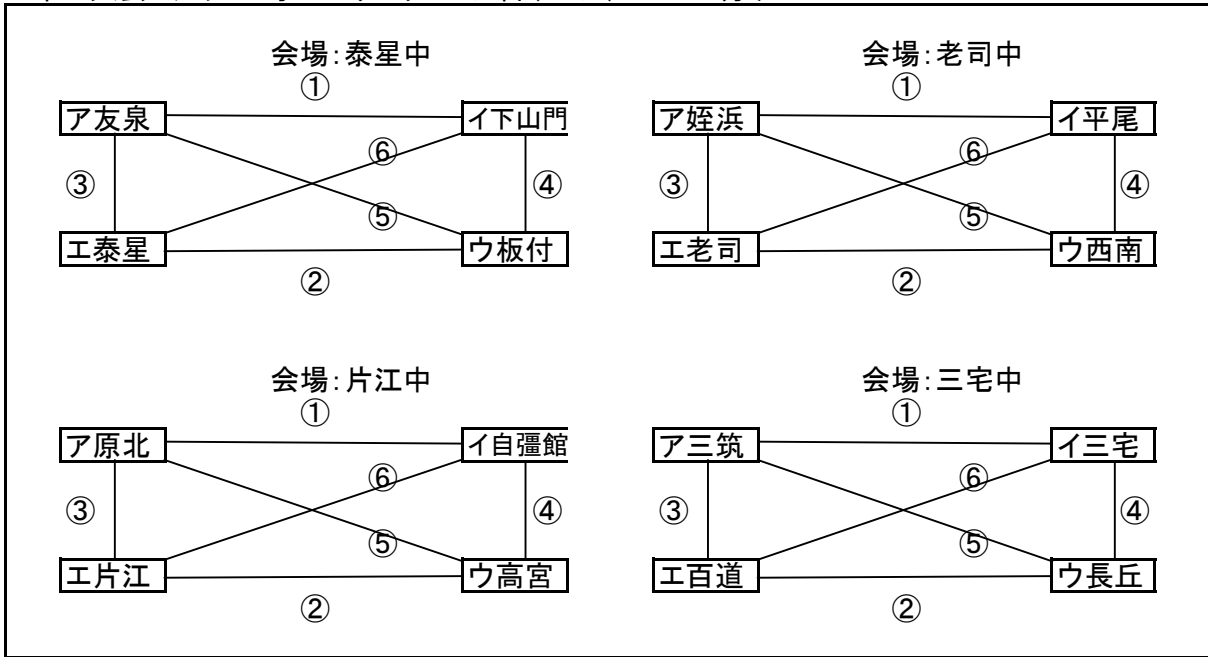 会場:泰星中
①
ア友泉
イ下山門
⑥
③
④
⑤
エ泰星
ウ板付
②
会場:老司中
①
ア姪浜
イ平尾
⑥
③
④
⑤
エ老司
ウ西南
②
会場:片江中
①
ア原北
イ自彊館
⑥
③
④
⑤
エ片江
ウ高宮
②
会場:三宅中
①
ア三筑
イ三宅
⑥
③
④
⑤
エ百道
ウ長丘
②